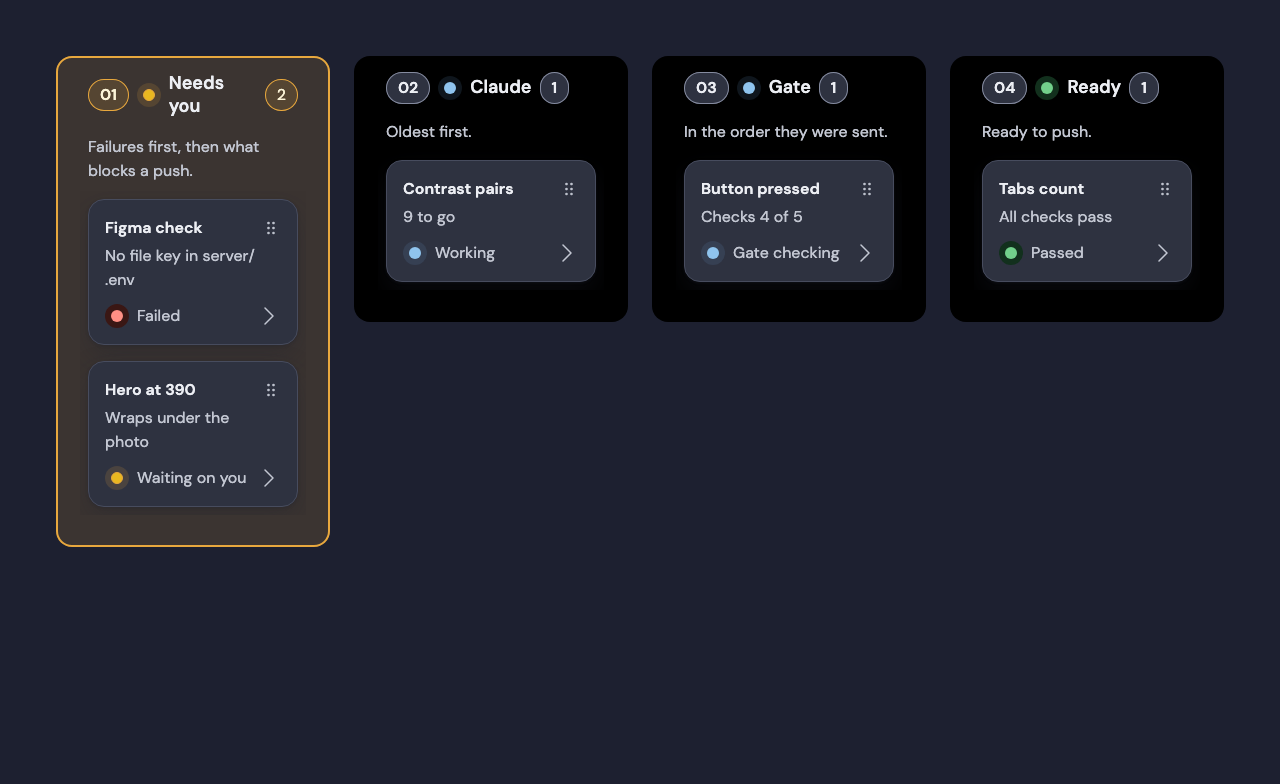 01 Needs you 2
Failures first, then what
blocks a push.
Figma check
No file key in server/
.env
Failed
Hero at 390
Wraps under the
photo
Waiting on you
02 Claude 1
Oldest first.
Contrast pairs
9 to go
Working
03 Gate 1
In the order they were sent.
Button pressed
Checks 4 of 5
Gate checking
04 Ready 1
Ready to push.
Tabs count
All checks pass
Passed